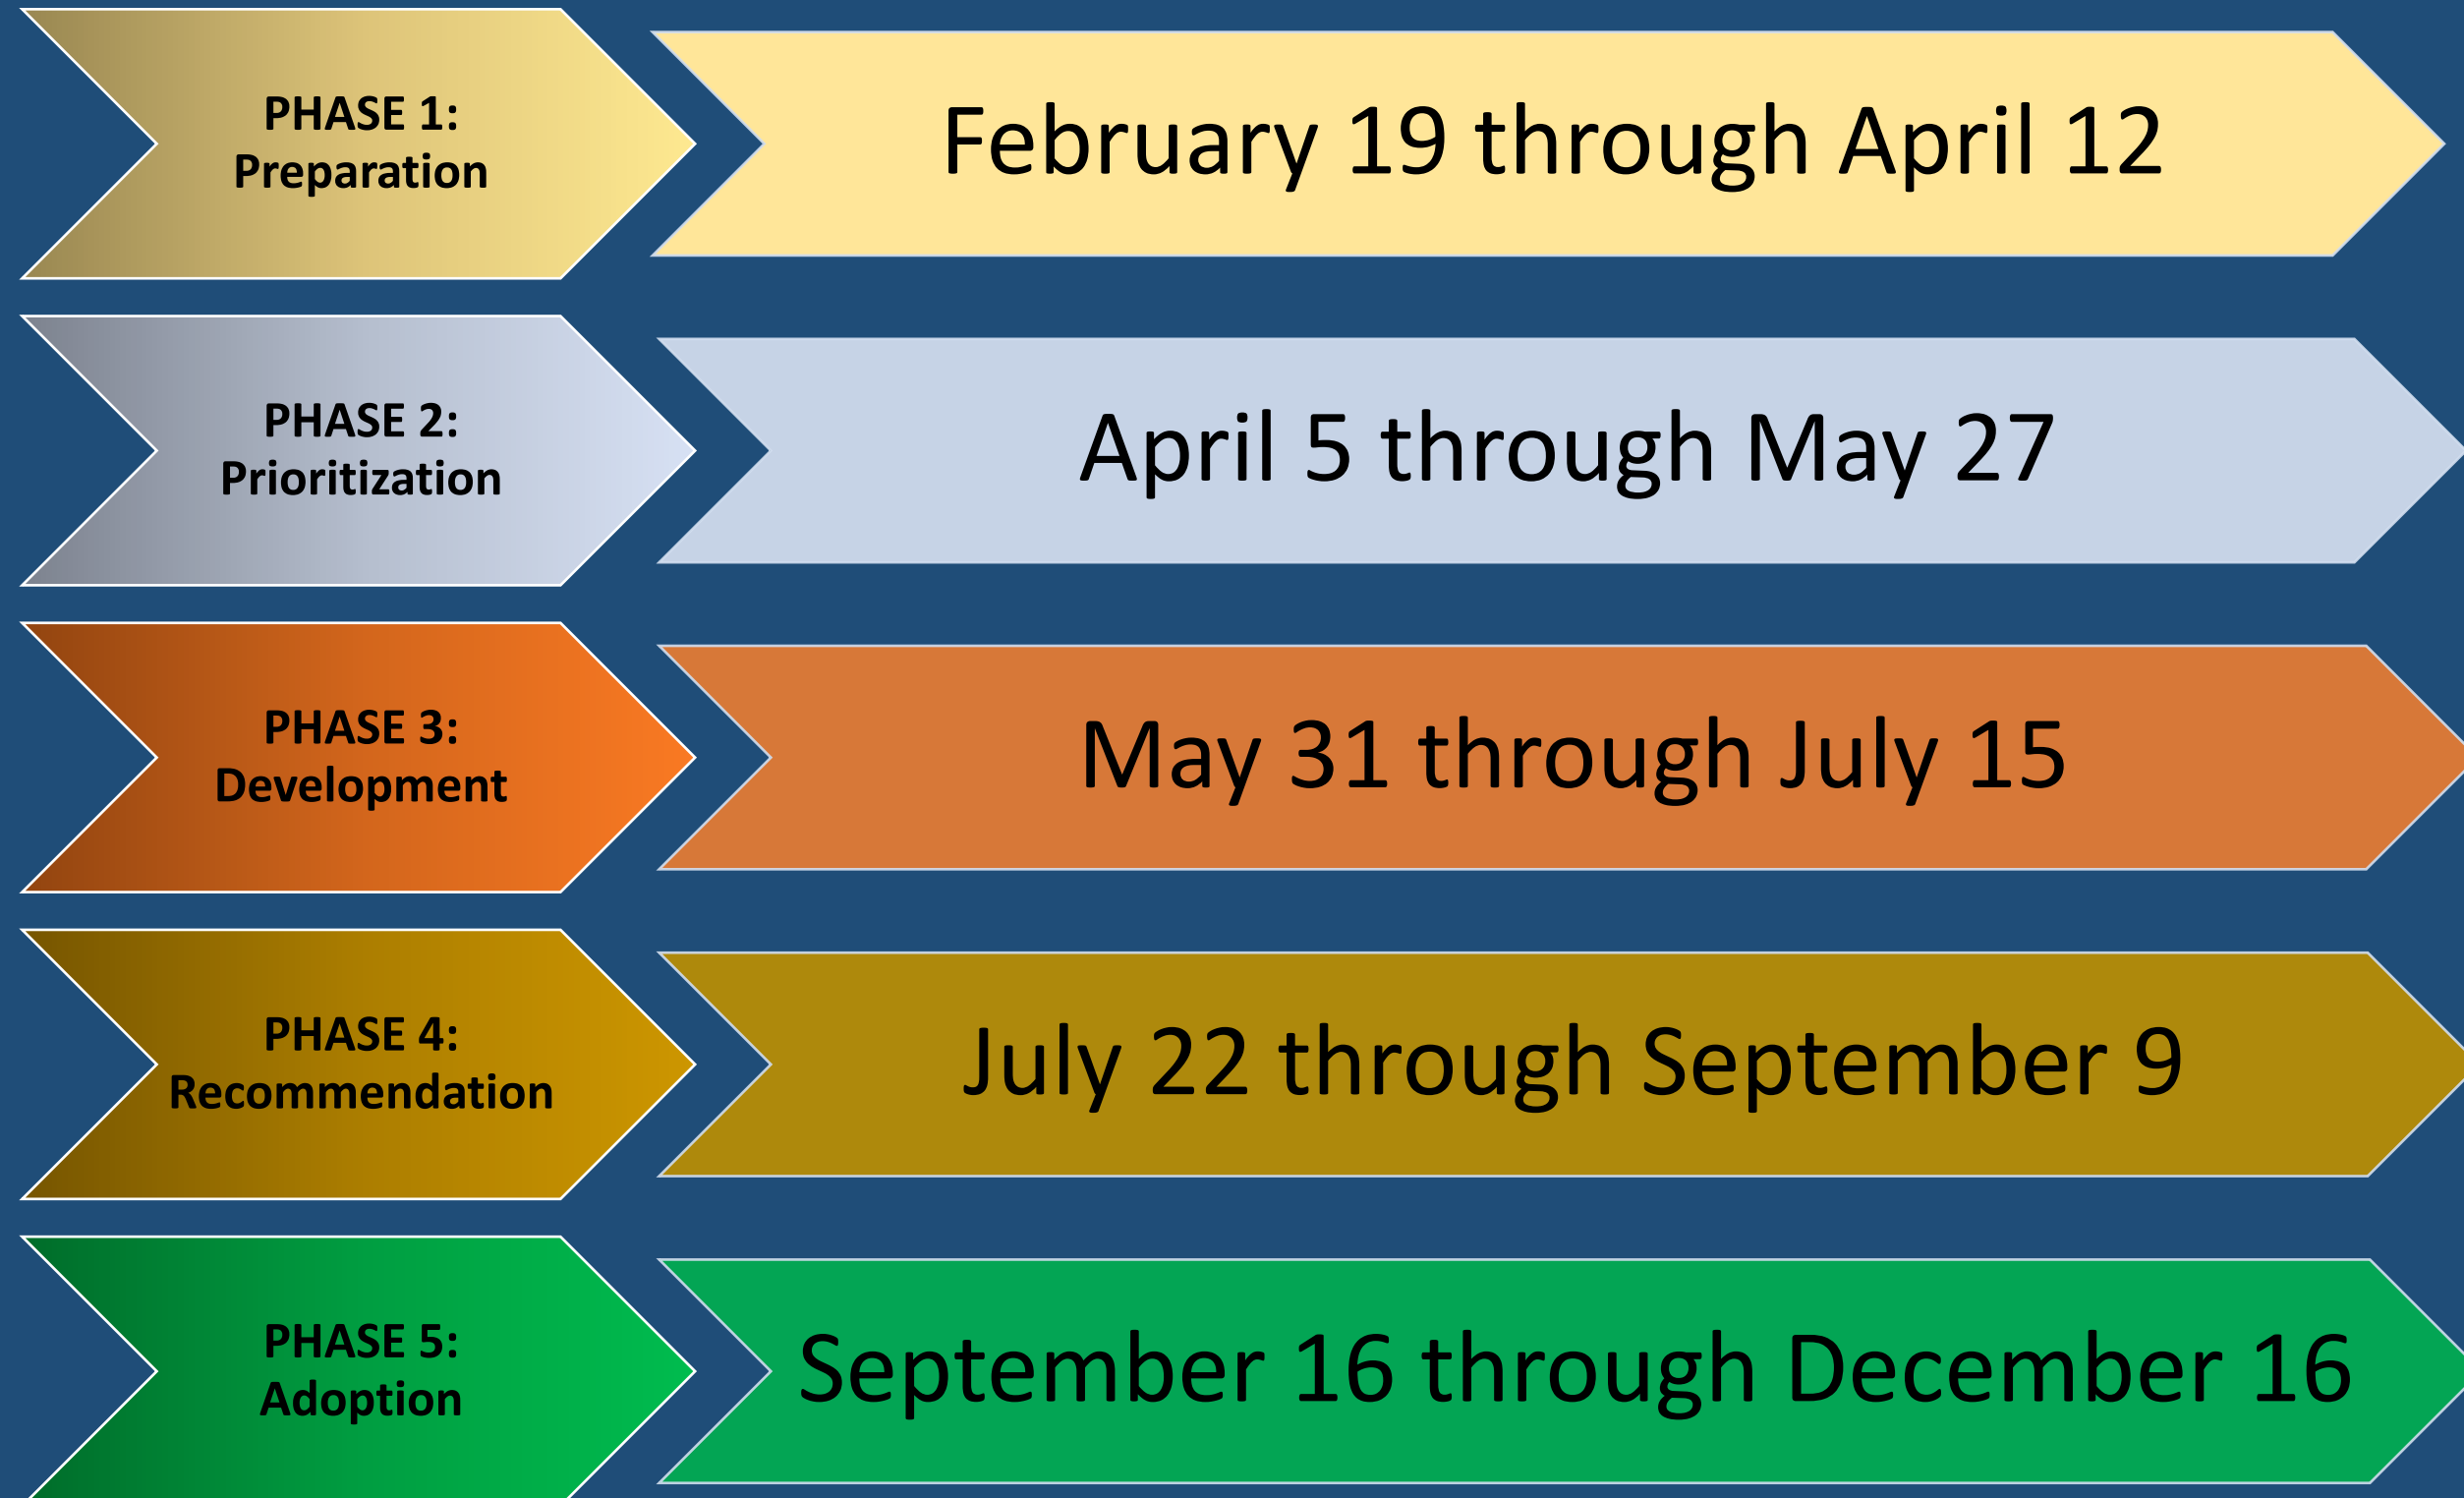 PHASE 1:
Preparation
February 19 through April 12
PHASE 2:
Prioritization
April 5 through May 27
PHASE 3:
Development
May 31 through July 15
PHASE 4:
Recommendation
July 22 through September 9
PHASE 5:
Adoption
September 16 through December 16